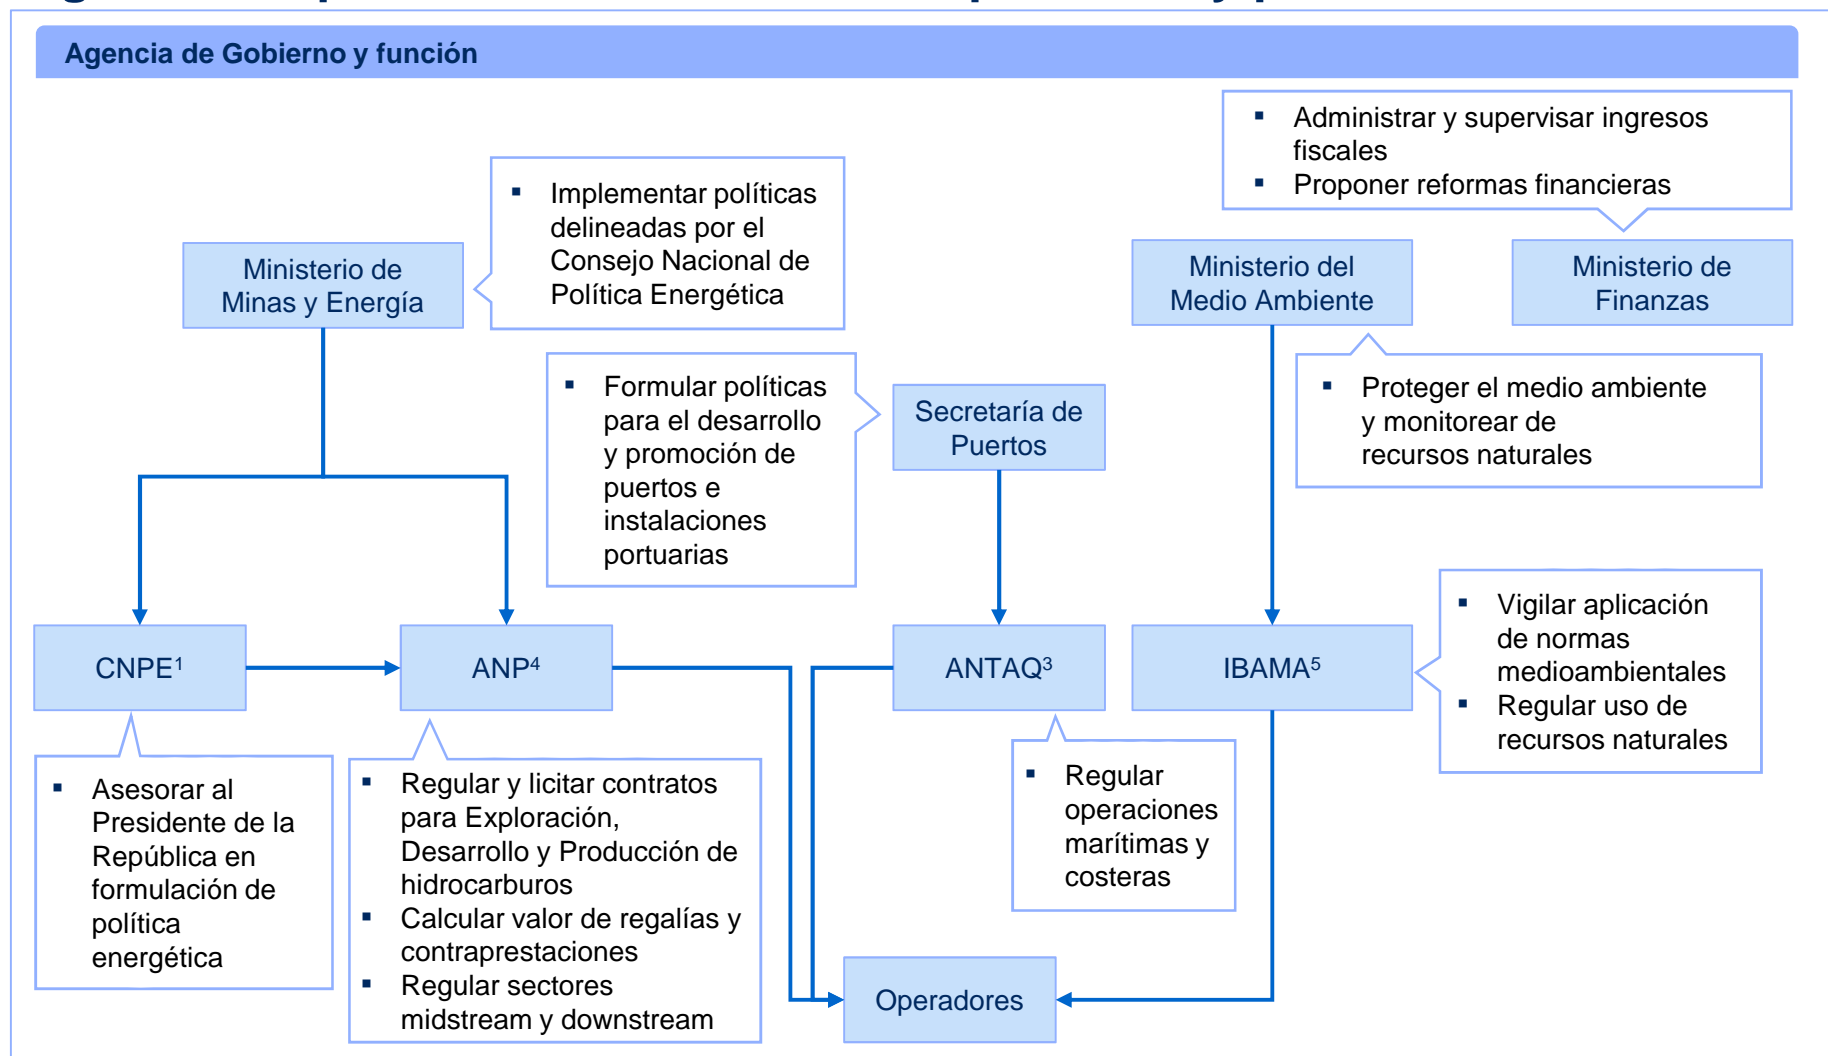 Agencia de Gobierno y función
▪ Administrar y supervisar ingresos
fiscales
▪ Proponer reformas financieras
▪ Implementar políticas
delineadas por el
Consejo Nacional de
Política Energética
Ministerio de
Minas y Energía
Ministerio del
Medio Ambiente
Ministerio de
Finanzas
▪ Formular políticas
para el desarrollo
y promoción de
puertos e
instalaciones
portuarias
Secretaría de
Puertos
▪ Proteger el medio ambiente
y monitorear de
recursos naturales
CNPE¹
ANP⁴
ANTAQ³
IBAMA⁵
▪ Vigilar aplicación
de normas
medioambientales
▪ Regular uso de
recursos naturales
▪ Asesorar al
Presidente de la
República en
formulación de
política
energética
▪ Regular y licitar contratos
para Exploración,
Desarrollo y Producción de
hidrocarburos
▪ Calcular valor de regalías y
contraprestaciones
▪ Regular sectores
midstream y downstream
▪ Regular
operaciones
marítimas y
costeras
Operadores